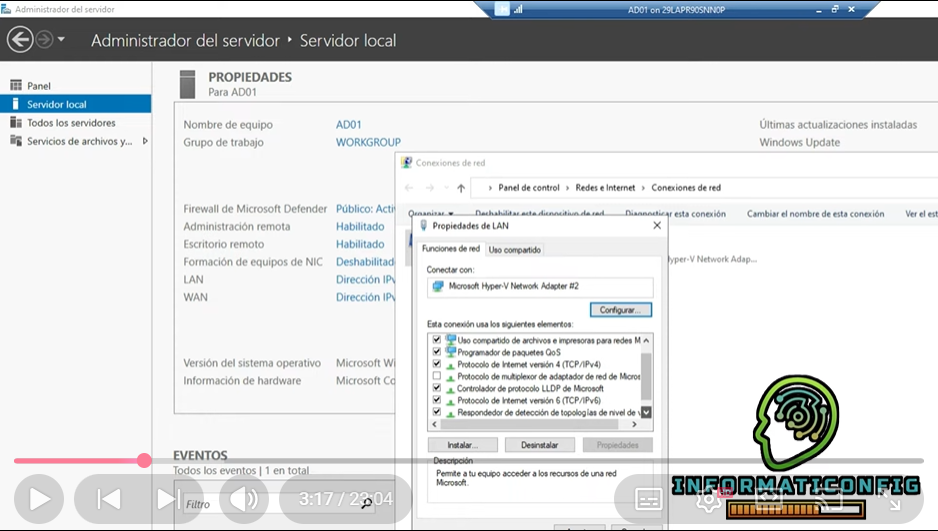 Administrador del servidor
AD01 on 29LAPR90SNN0P
Administrador del servidor ‣ Servidor local
Panel
Servidor local
Todos los servidores
Servicios de archivos y...
PROPIEDADES
Para AD01
Nombre de equipo AD01
Grupo de trabajo WORKGROUP
Últimas actualizaciones instaladas
Windows Update
Firewall de Microsoft Defender Público: Acti
Administración remota Habilitado
Escritorio remoto Habilitado
Formación de equipos de NIC Deshabilitad
LAN Dirección IPv
WAN Dirección IPv
Versión del sistema operativo Microsoft Wi
Información de hardware Microsoft Co
EVENTOS
Todos los eventos | 1 en total
Filtro
Conexiones de red
Panel de control › Redes e Internet › Conexiones de red
Organizar Deshabilitar este dispositivo de red Diagnosticar esta conexión Cambiar el nombre de esta conexión Ver el est
yper-V Network Adap...
Propiedades de LAN
Funciones de red Uso compartido
Conectar con:
Microsoft Hyper-V Network Adapter #2
Configurar...
Esta conexión usa los siguientes elementos:
Uso compartido de archivos e impresoras para redes M
Programador de paquetes QoS
Protocolo de Internet versión 4 (TCP/IPv4)
Protocolo de multiplexor de adaptador de red de Micros
Controlador de protocolo LLDP de Microsoft
Protocolo de Internet versión 6 (TCP/IPv6)
Respondedor de detección de topologías de nivel de v
Instalar... Desinstalar Propiedades
Descripción
Permite a tu equipo acceder a los recursos de una red
Microsoft.
3:17 / 23:04
INFORMATICONFIG